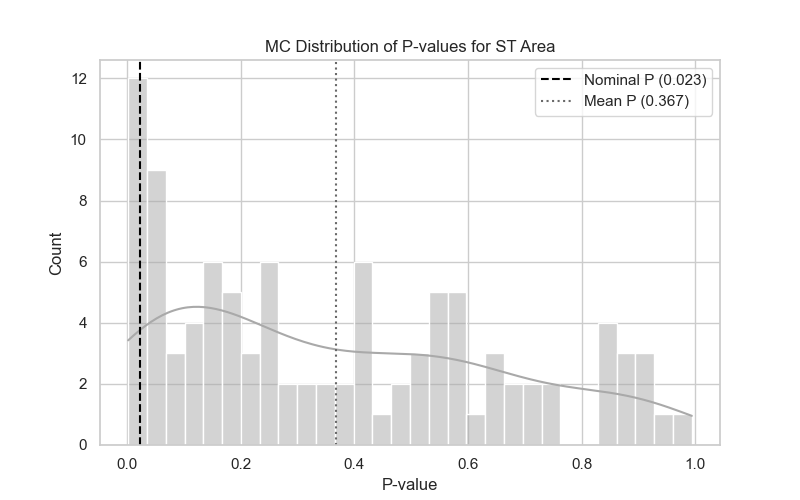 MC Distribution of P-values for ST Area
Nominal P (0.023)
Mean P (0.367)
Count
12
10
8
6
4
2
0
0.0 0.2 0.4 0.6 0.8 1.0
P-value